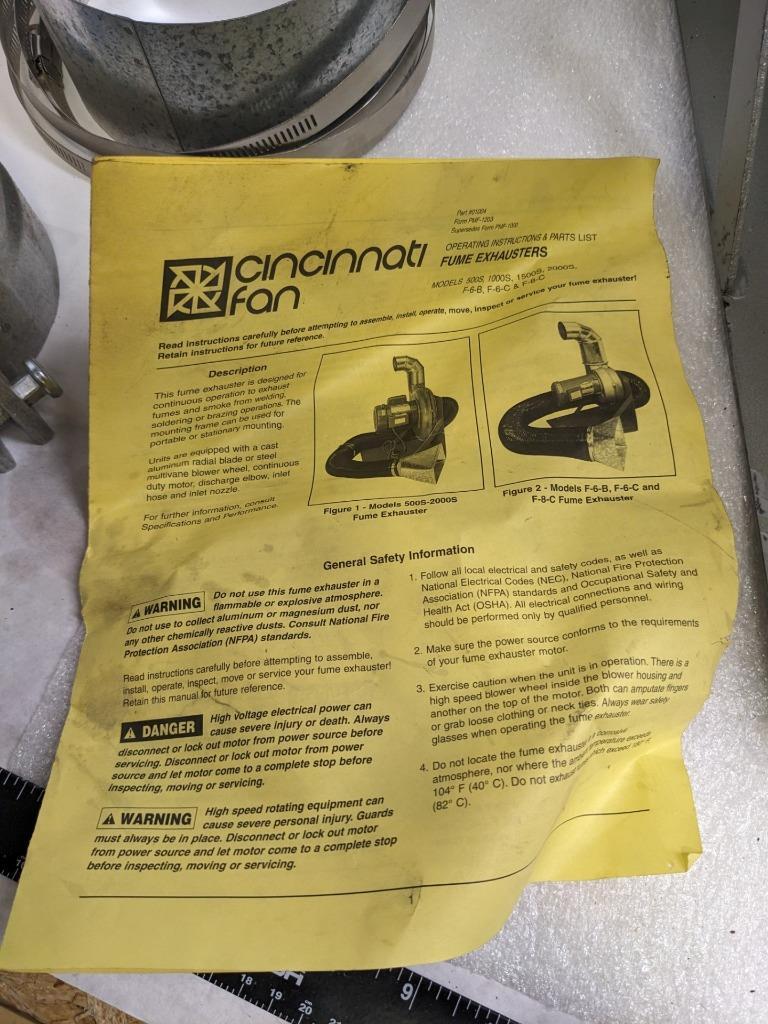 Part #01004
Form PMF-1203
Supersedes Form PMF-1000
cincinnati
fan
OPERATING INSTRUCTIONS & PARTS LIST
FUME EXHAUSTERS
MODELS 500S, 1000S, 1500S, 2000S,
F-6-B, F-6-C & F-8-C
Read instructions carefully before attempting to assemble, install, operate, move, inspect or service your fume exhauster!
Retain instructions for future reference.
Description
This fume exhauster is designed for
continuous operation to exhaust
fumes and smoke from welding,
soldering or brazing operations. The
mounting frame can be used for
portable or stationary mounting.
Units are equipped with a cast
aluminum radial blade or steel
multivane blower wheel, continuous
duty motor, discharge elbow, inlet
hose and inlet nozzle.
For further information, consult
Specifications and Performance.
Figure 1 - Models 500S-2000S
Fume Exhauster
Figure 2 - Models F-6-B, F-6-C and
F-8-C Fume Exhauster
General Safety Information
WARNING Do not use this fume exhauster in a
flammable or explosive atmosphere.
Do not use to collect aluminum or magnesium dust, nor
any other chemically reactive dusts. Consult National Fire
Protection Association (NFPA) standards.
Read instructions carefully before attempting to assemble,
install, operate, inspect, move or service your fume exhauster!
Retain this manual for future reference.
DANGER High voltage electrical power can
cause severe injury or death. Always
disconnect or lock out motor from power source before
servicing. Disconnect or lock out motor from power
source and let motor come to a complete stop before
inspecting, moving or servicing.
WARNING High speed rotating equipment can
cause severe personal injury. Guards
must always be in place. Disconnect or lock out motor
from power source and let motor come to a complete stop
before inspecting, moving or servicing.
1. Follow all local electrical and safety codes, as well as
National Electrical Codes (NEC), National Fire Protection
Association (NFPA) standards and Occupational Safety and
Health Act (OSHA). All electrical connections and wiring
should be performed only by qualified personnel.
2. Make sure the power source conforms to the requirements
of your fume exhauster motor.
3. Exercise caution when the unit is in operation. There is a
high speed blower wheel inside the blower housing and
another on the top of the motor. Both can amputate fingers
or grab loose clothing or neck ties. Always wear safety
glasses when operating the fume exhauster.
4. Do not locate the fume corrosive
atmosphere, nor where the temperature exceeds
104° F (40° C). Do not which exceed
(82° C).
1
18 19 20
9